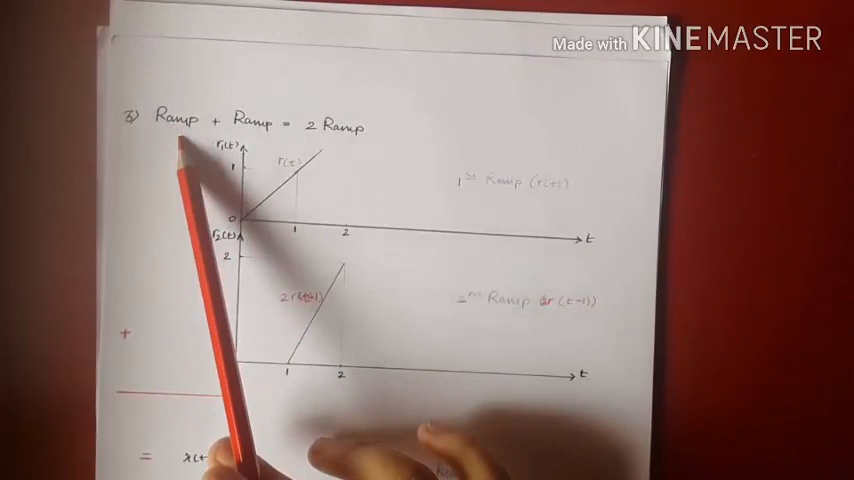 Made with KINEMASTER
3) Ramp + Ramp = 2 Ramp
r₁(t)
r(t)
1
1st Ramp (r(t))
0
1
2
t
r₂(t)
2
2r(t-1)
2nd Ramp (2r(t-1))
+
1
2
t
= x(t